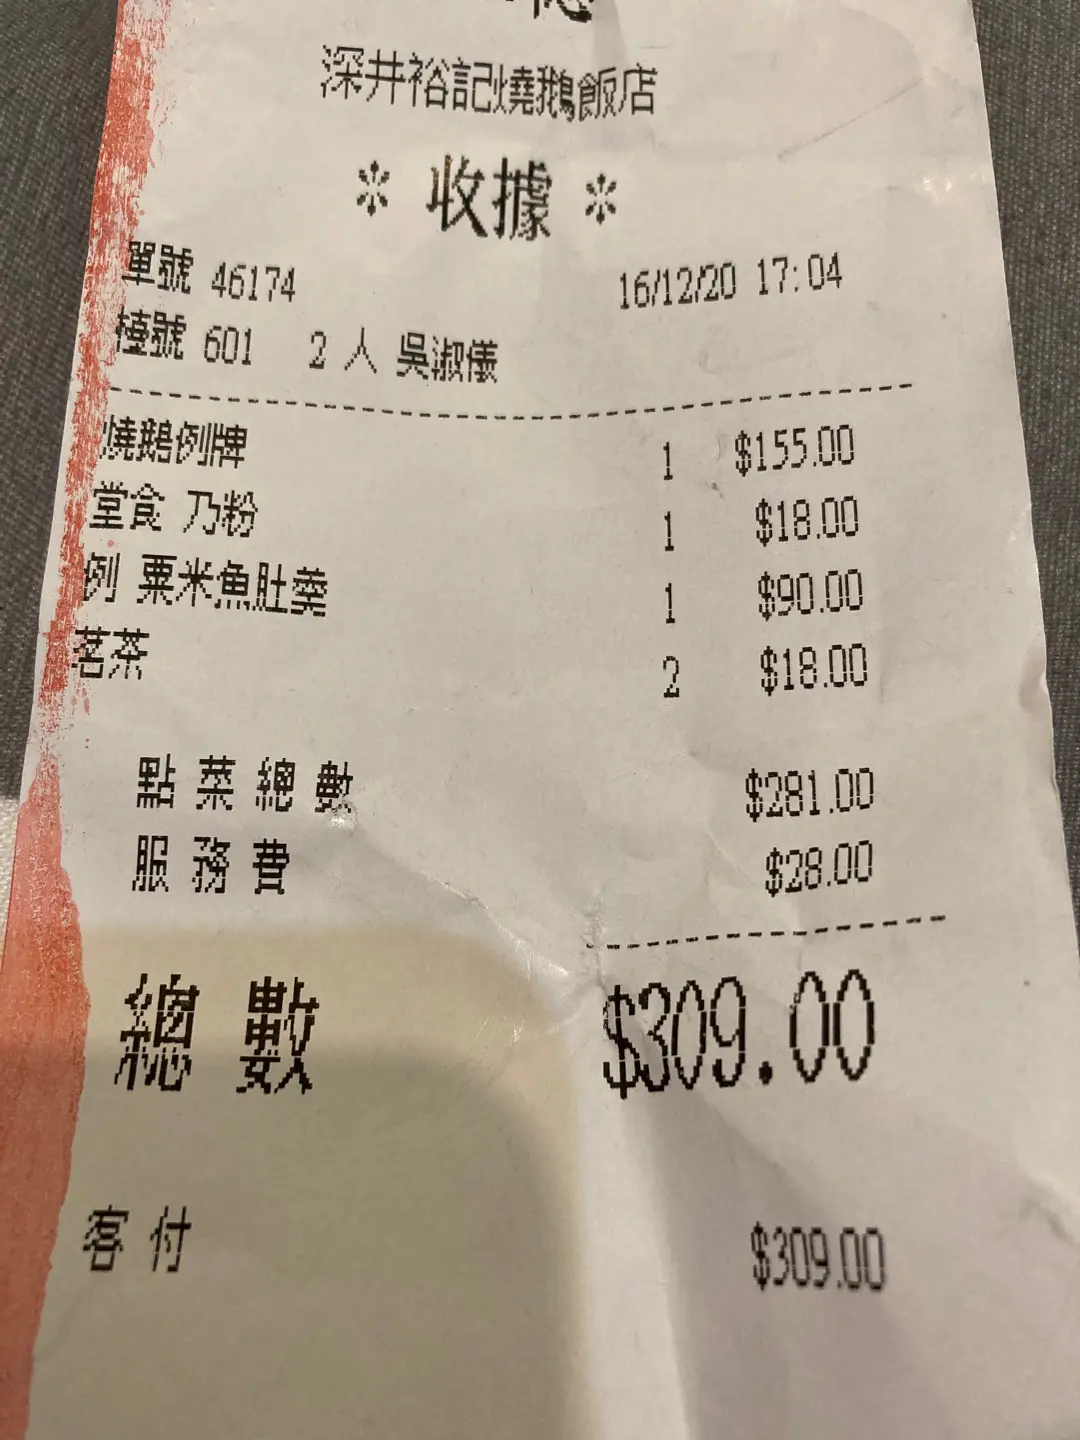 深井裕記燒鵝飯店
* 收據 *
單號 46174 16/12/20 17:04
檯號 601 2 人 吳淑儀
燒鵝例牌 1 $155.00
堂食 乃粉 1 $18.00
例 粟米魚肚羹 1 $90.00
茗茶 2 $18.00
點菜總數 $281.00
服務費 $28.00
總數 $309.00
客付 $309.00